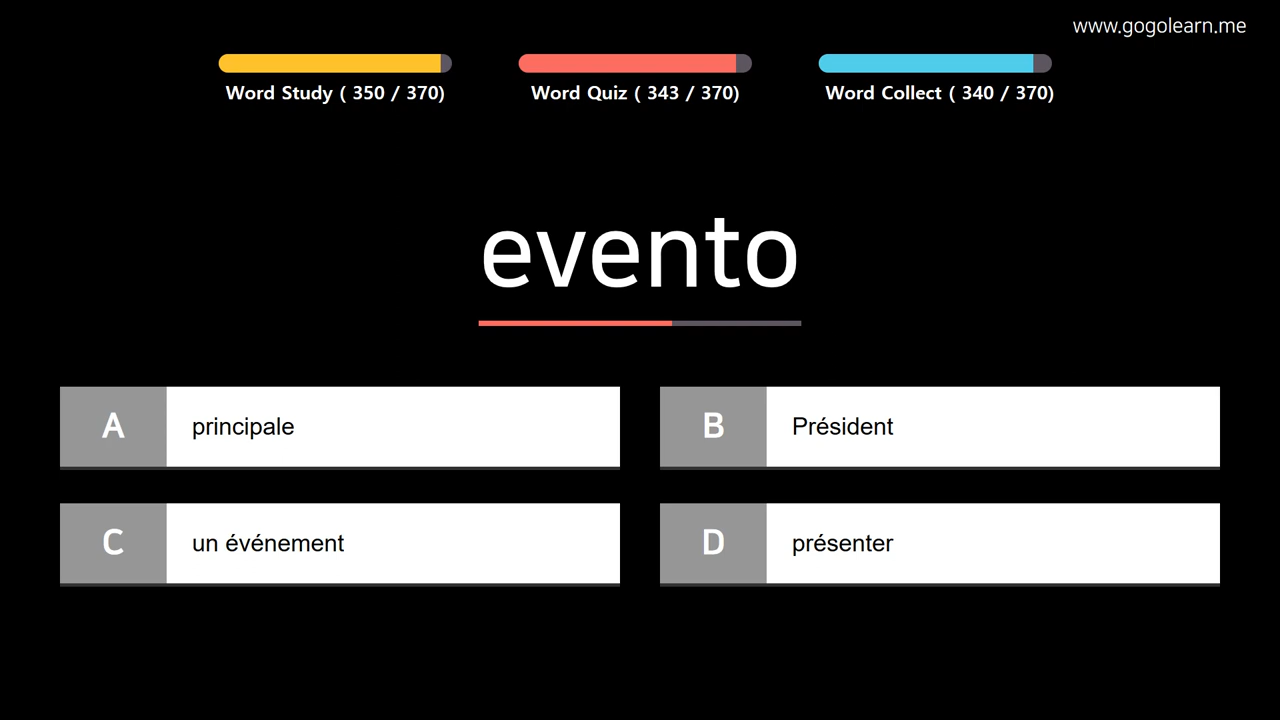 www.gogolearn.me
Word Study ( 350 / 370)
Word Quiz ( 343 / 370)
Word Collect ( 340 / 370)
evento
A
principale
B
Président
C
un événement
D
présenter